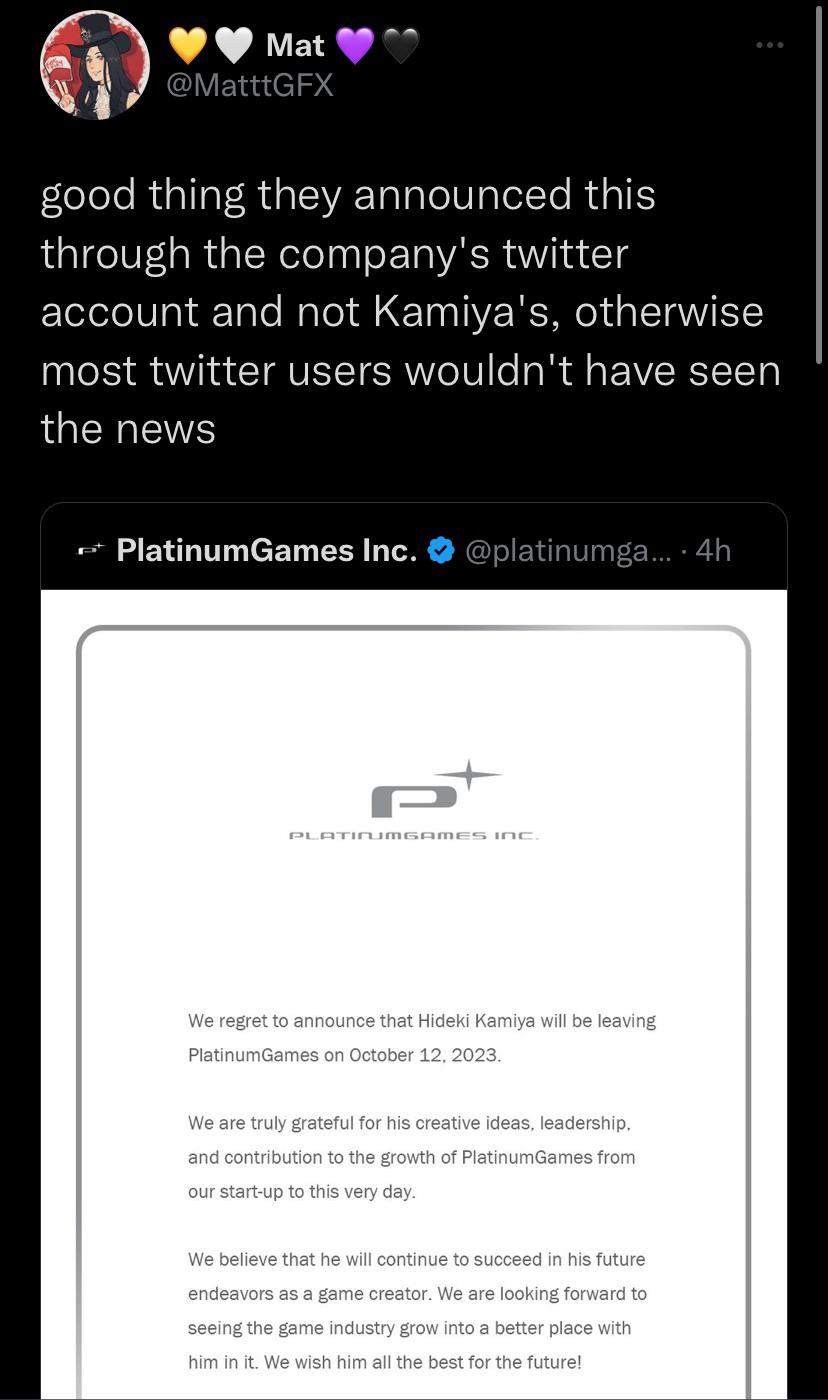 💛🤍 Mat 💜🖤
@MatttGFX
good thing they announced this
through the company's twitter
account and not Kamiya's, otherwise
most twitter users wouldn't have seen
the news
PlatinumGames Inc. @platinumga... · 4h
PLATINUMGAMES INC.
We regret to announce that Hideki Kamiya will be leaving
PlatinumGames on October 12, 2023.
We are truly grateful for his creative ideas, leadership,
and contribution to the growth of PlatinumGames from
our start-up to this very day.
We believe that he will continue to succeed in his future
endeavors as a game creator. We are looking forward to
seeing the game industry grow into a better place with
him in it. We wish him all the best for the future!